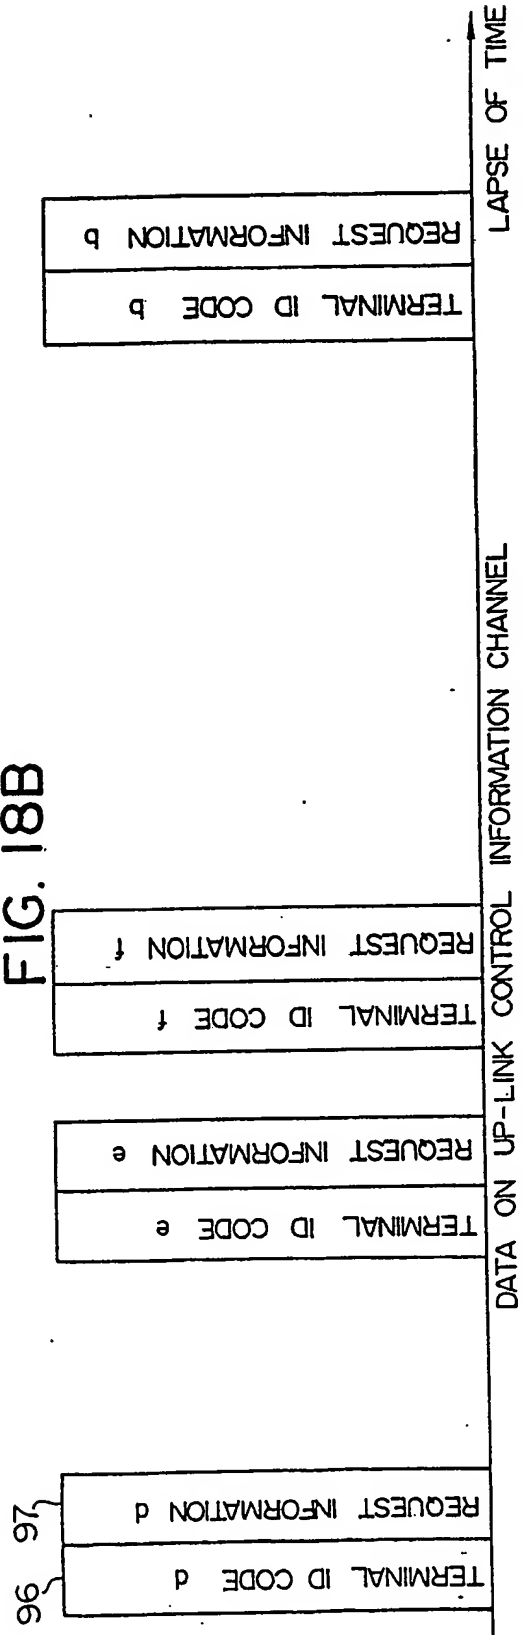 FIG. 18B
96
97
TERMINAL ID CODE d
REQUEST INFORMATION d
TERMINAL ID CODE e
REQUEST INFORMATION e
TERMINAL ID CODE f
REQUEST INFORMATION f
TERMINAL ID CODE b
REQUEST INFORMATION b
DATA ON UP-LINK CONTROL INFORMATION CHANNEL
LAPSE OF TIME